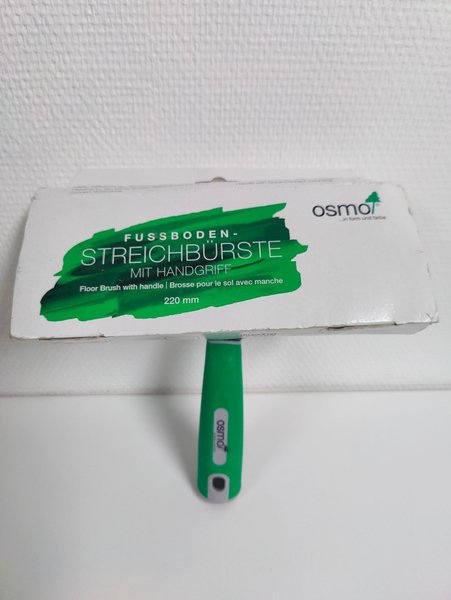 osmo
...in form und farbe
FUSSBODEN-
STREICHBÜRSTE
MIT HANDGRIFF
Floor Brush with handle | Brosse pour le sol avec manche
220 mm
osmo